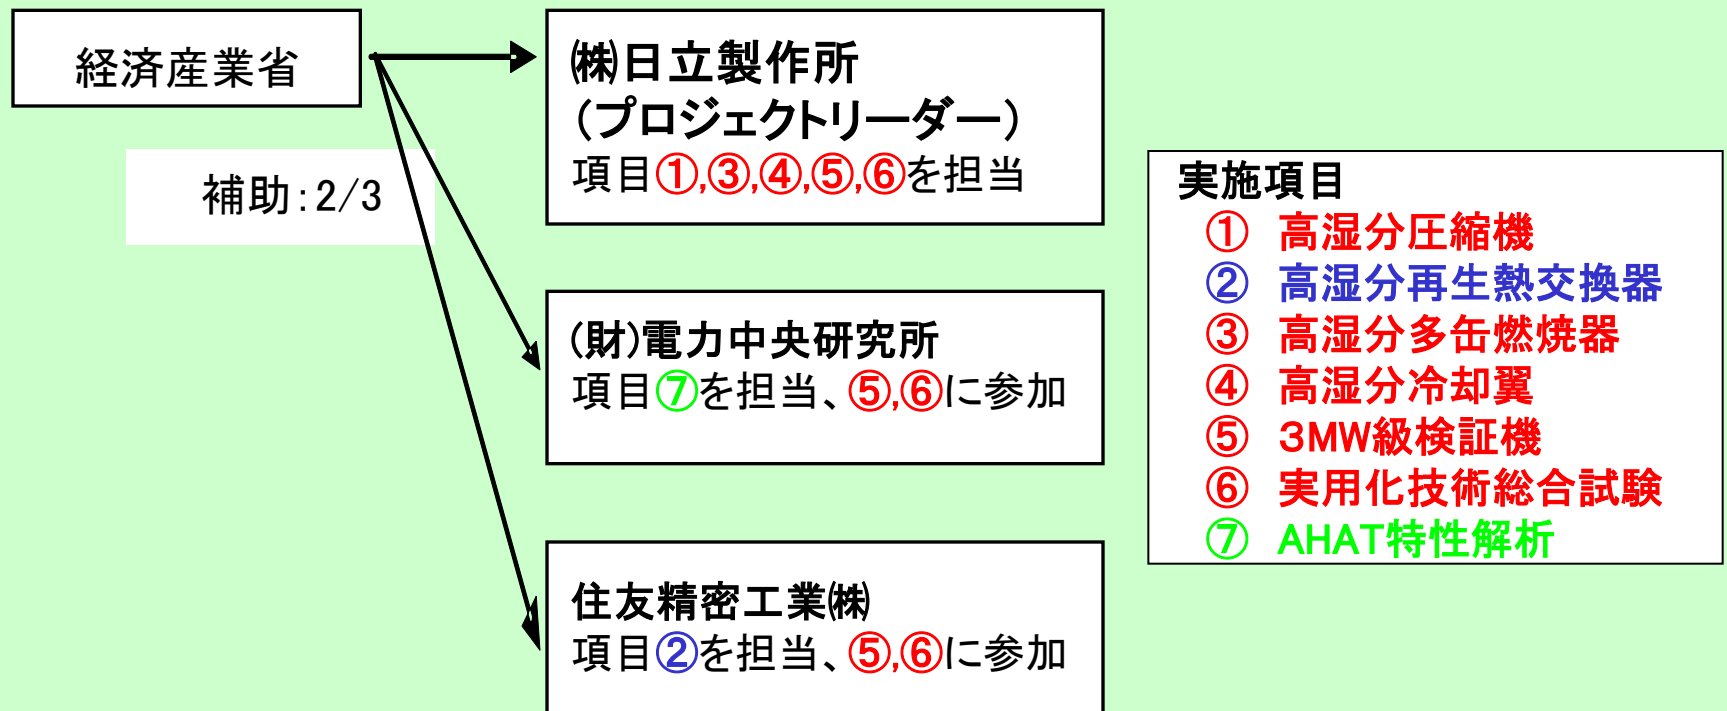 経済産業省
補助:2/3
㈱日立製作所
(プロジェクトリーダー)
項目①,③,④,⑤,⑥を担当
(財)電力中央研究所
項目⑦を担当、⑤,⑥に参加
住友精密工業㈱
項目②を担当、⑤,⑥に参加
実施項目
① 高湿分圧縮機
② 高湿分再生熱交換器
③ 高湿分多缶燃焼器
④ 高湿分冷却翼
⑤ 3MW級検証機
⑥ 実用化技術総合試験
⑦ AHAT特性解析